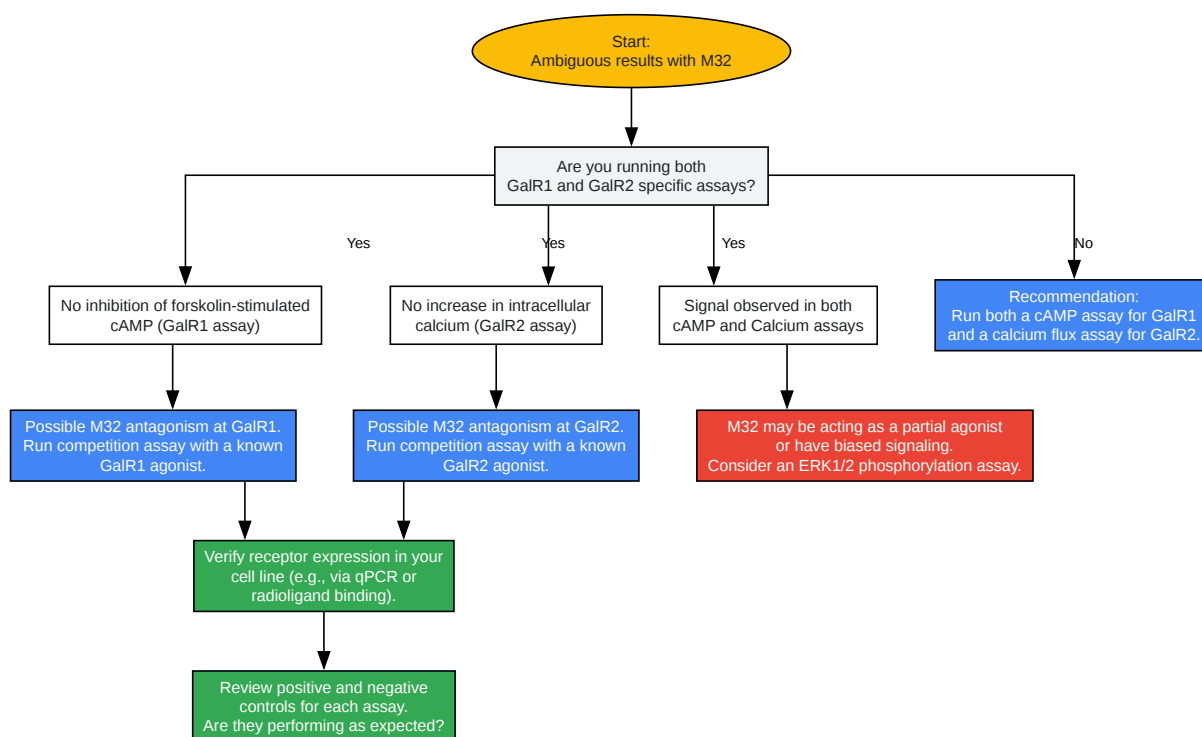 Start:
Ambiguous results with M32
Are you running both
GalR1 and GalR2 specific assays?
Yes
Yes
Yes
No
No inhibition of forskolin-stimulated
cAMP (GalR1 assay)
No increase in intracellular
calcium (GalR2 assay)
Signal observed in both
cAMP and Calcium assays
Recommendation:
Run both a cAMP assay for GalR1
and a calcium flux assay for GalR2.
Possible M32 antagonism at GalR1.
Run competition assay with a known
GalR1 agonist.
Possible M32 antagonism at GalR2.
Run competition assay with a known
GalR2 agonist.
M32 may be acting as a partial agonist
or have biased signaling.
Consider an ERK1/2 phosphorylation assay.
Verify receptor expression in your
cell line (e.g., via qPCR or
radioligand binding).
Review positive and negative
controls for each assay.
Are they performing as expected?